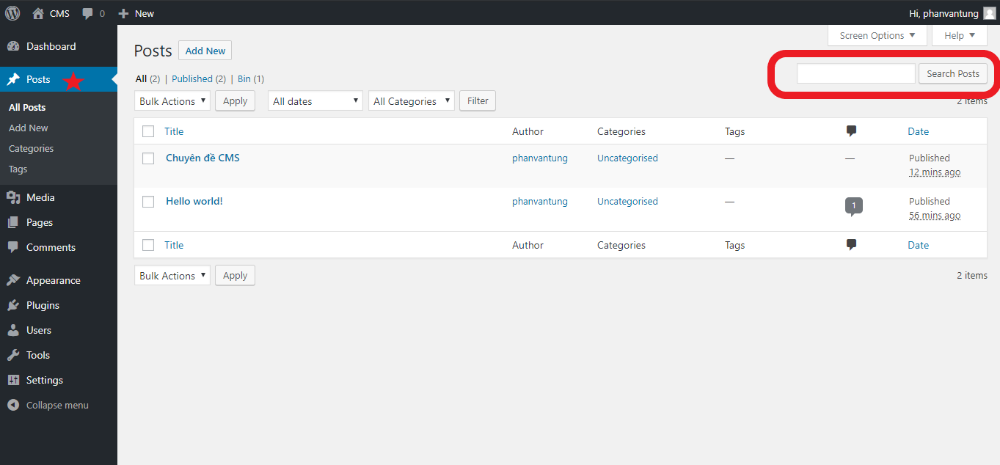 CMS 0 New Hi, phanvantung
Screen Options Help
Dashboard
Posts
All Posts
Add New
Categories
Tags
Media
Pages
Comments
Appearance
Plugins
Users
Tools
Settings
Collapse menu
Posts Add New
All (2) | Published (2) | Bin (1)
Search Posts
Bulk Actions Apply All dates All Categories Filter
2 items
Title Author Categories Tags Date
Chuyên đề CMS phanvantung Uncategorised — — Published
12 mins ago
Hello world! phanvantung Uncategorised — 1 Published
56 mins ago
Title Author Categories Tags Date
Bulk Actions Apply 2 items